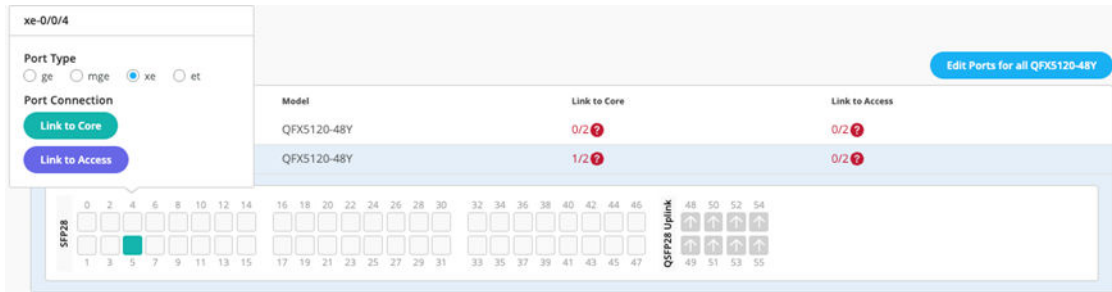 xe-0/0/4
Port Type
ge mge xe et
Port Connection
Link to Core
Link to Access
Edit Ports for all QFX5120-48Y
Model Link to Core Link to Access
QFX5120-48Y 0/2 ? 0/2 ?
QFX5120-48Y 1/2 ? 0/2 ?
SFP28
0 2 4 6 8 10 12 14 16 18 20 22 24 26 28 30 32 34 36 38 40 42 44 46
1 3 5 7 9 11 13 15 17 19 21 23 25 27 29 31 33 35 37 39 41 43 45 47
QSFP28 Uplink
48 50 52 54
49 51 53 55